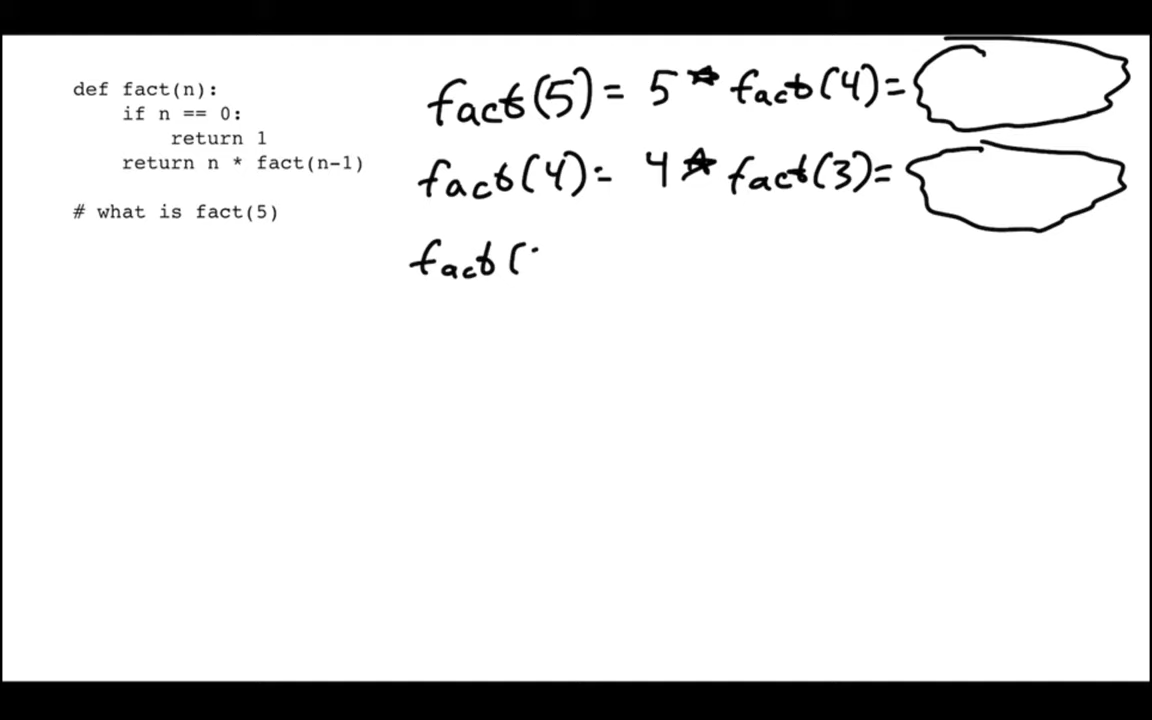 def fact(n):
    if n == 0:
        return 1
    return n * fact(n-1)
# what is fact(5)
fact(5) = 5 * fact(4) =
fact(4) = 4 * fact(3) =
fact(